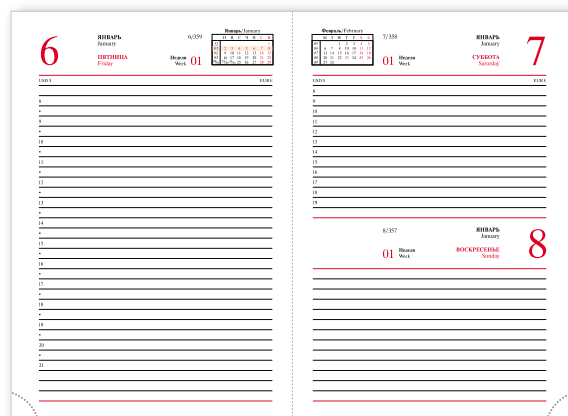 6
ЯНВАРЬ
January
ПЯТНИЦА
Friday
6/359
Неделя
Week
01
Январь/January
USD $
EUR €
8
9
10
11
12
13
14
15
16
17
18
19
20
21
Февраль/February
7/358
Неделя
Week
01
ЯНВАРЬ
January
СУББОТА
Saturday
7
USD $
EUR €
8
9
10
11
12
13
14
15
16
17
18
19
8/357
Неделя
Week
01
ЯНВАРЬ
January
ВОСКРЕСЕНЬЕ
Sunday
8